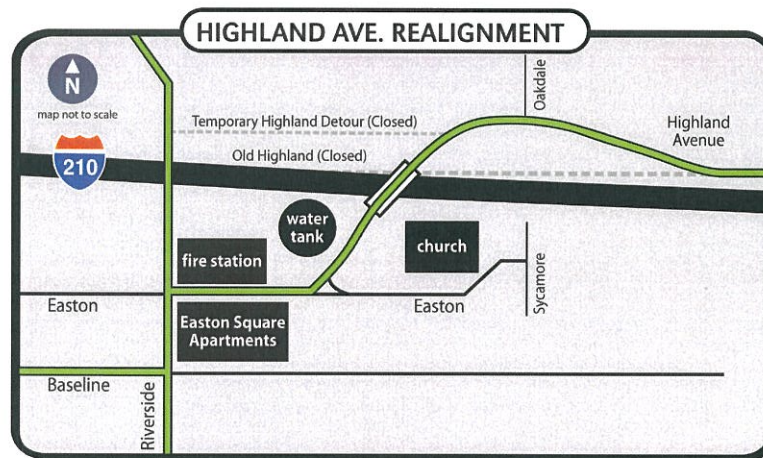 HIGHLAND AVE. REALIGNMENT
N
map not to scale
210
Temporary Highland Detour (Closed)
Oakdale
Highland
Avenue
Old Highland (Closed)
water
tank
fire station
church
Easton
Easton
Sycamore
Easton Square
Apartments
Baseline
Riverside